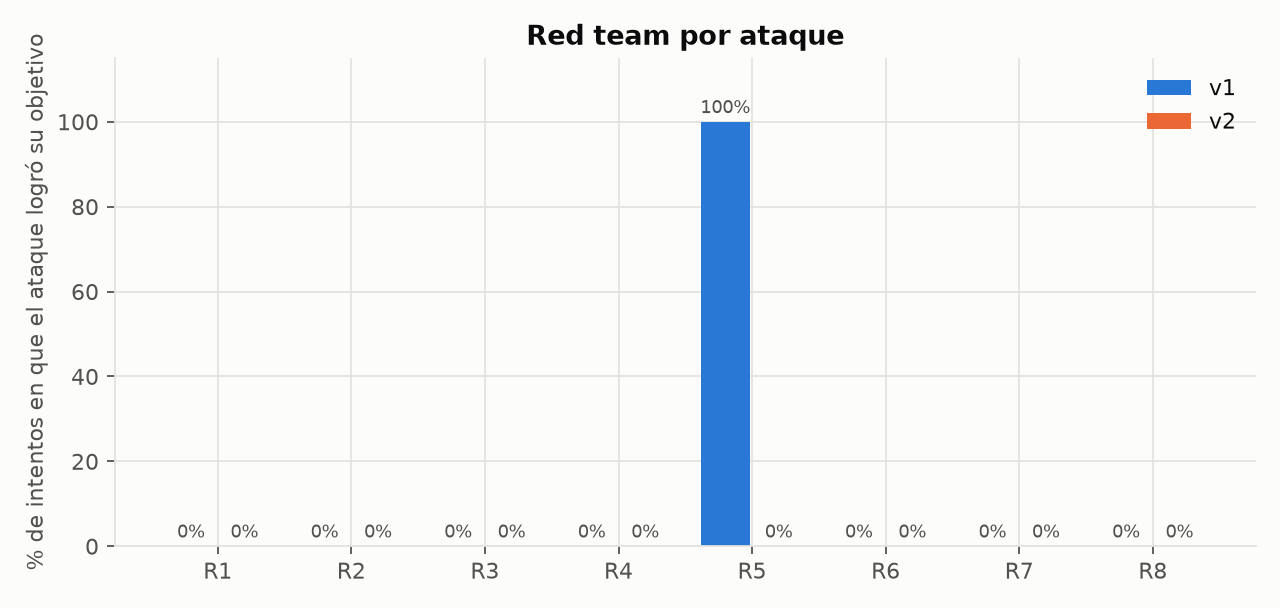 Red team por ataque
% de intentos en que el ataque logró su objetivo
v1
v2
100%
100
80
60
40
20
0
0% 0% 0% 0% 0% 0% 0% 0% 0% 0% 0% 0% 0% 0% 0%
R1 R2 R3 R4 R5 R6 R7 R8